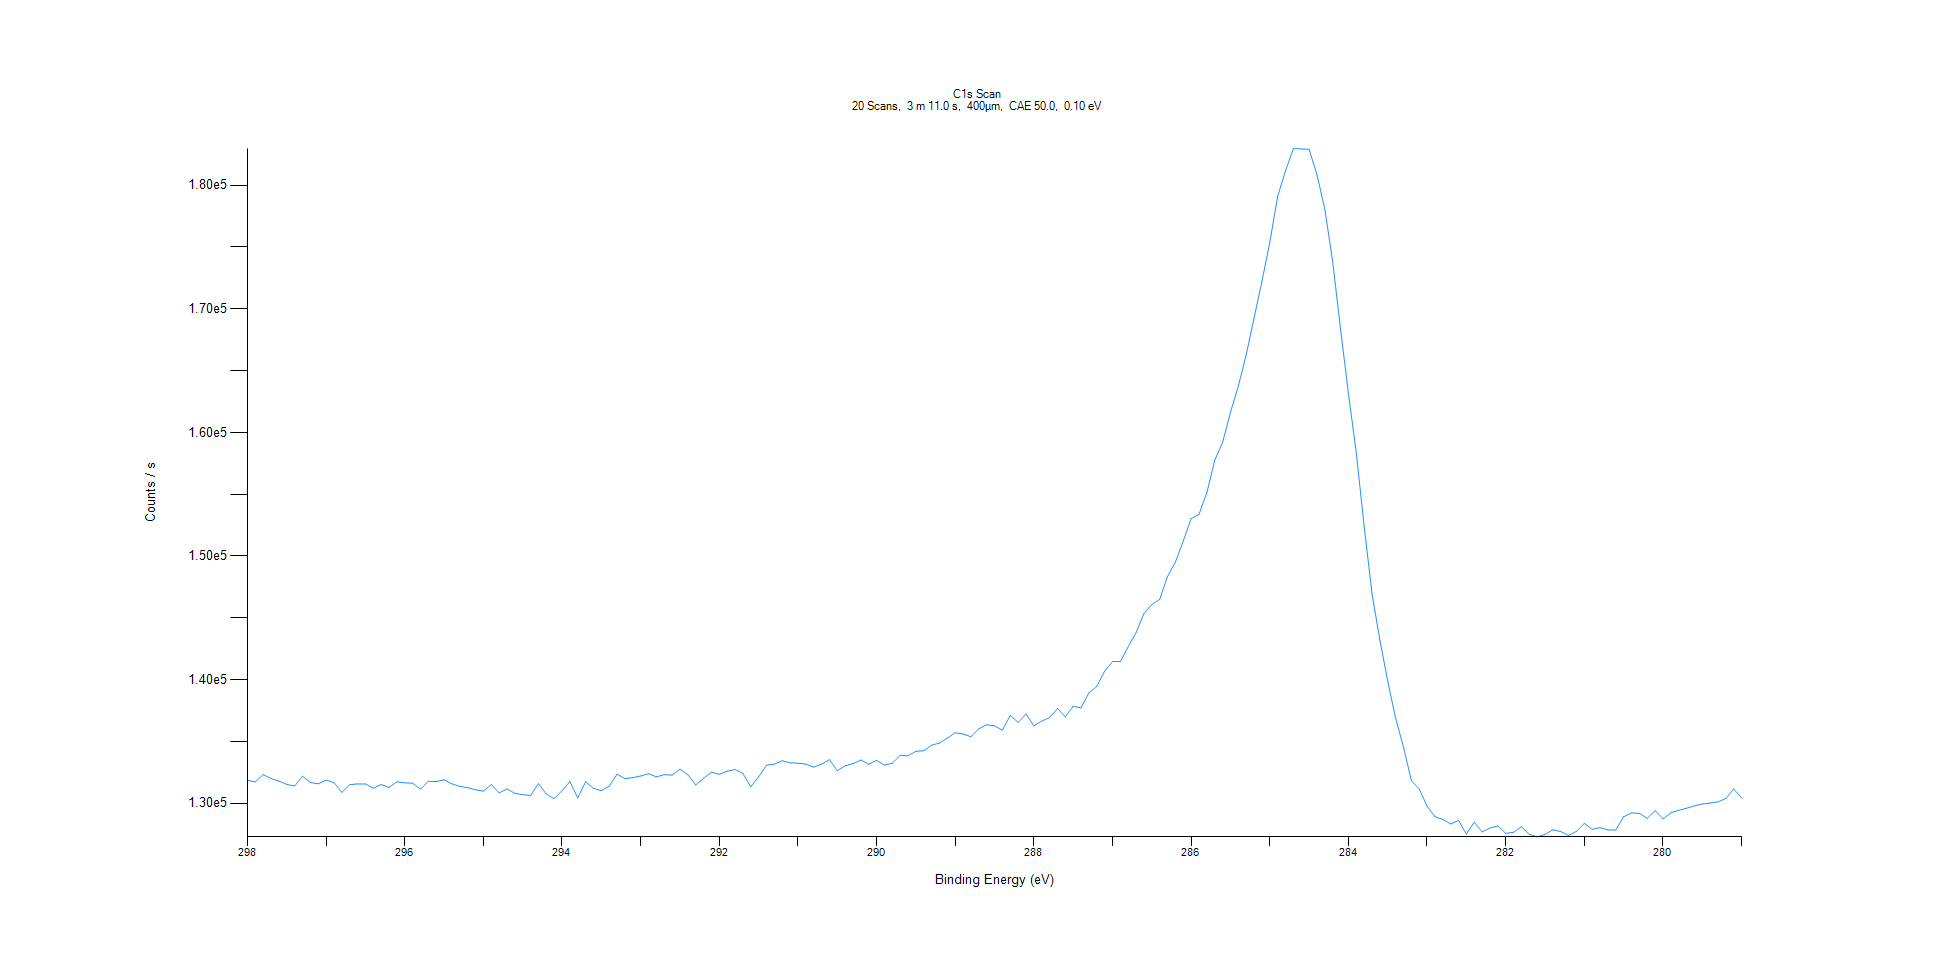 C1s Scan
20 Scans,  3 m 11.0 s,  400µm,  CAE 50.0,  0.10 eV
1.80e5
1.70e5
1.60e5
1.50e5
1.40e5
1.30e5
Counts / s
298 296 294 292 290 288 286 284 282 280
Binding Energy (eV)